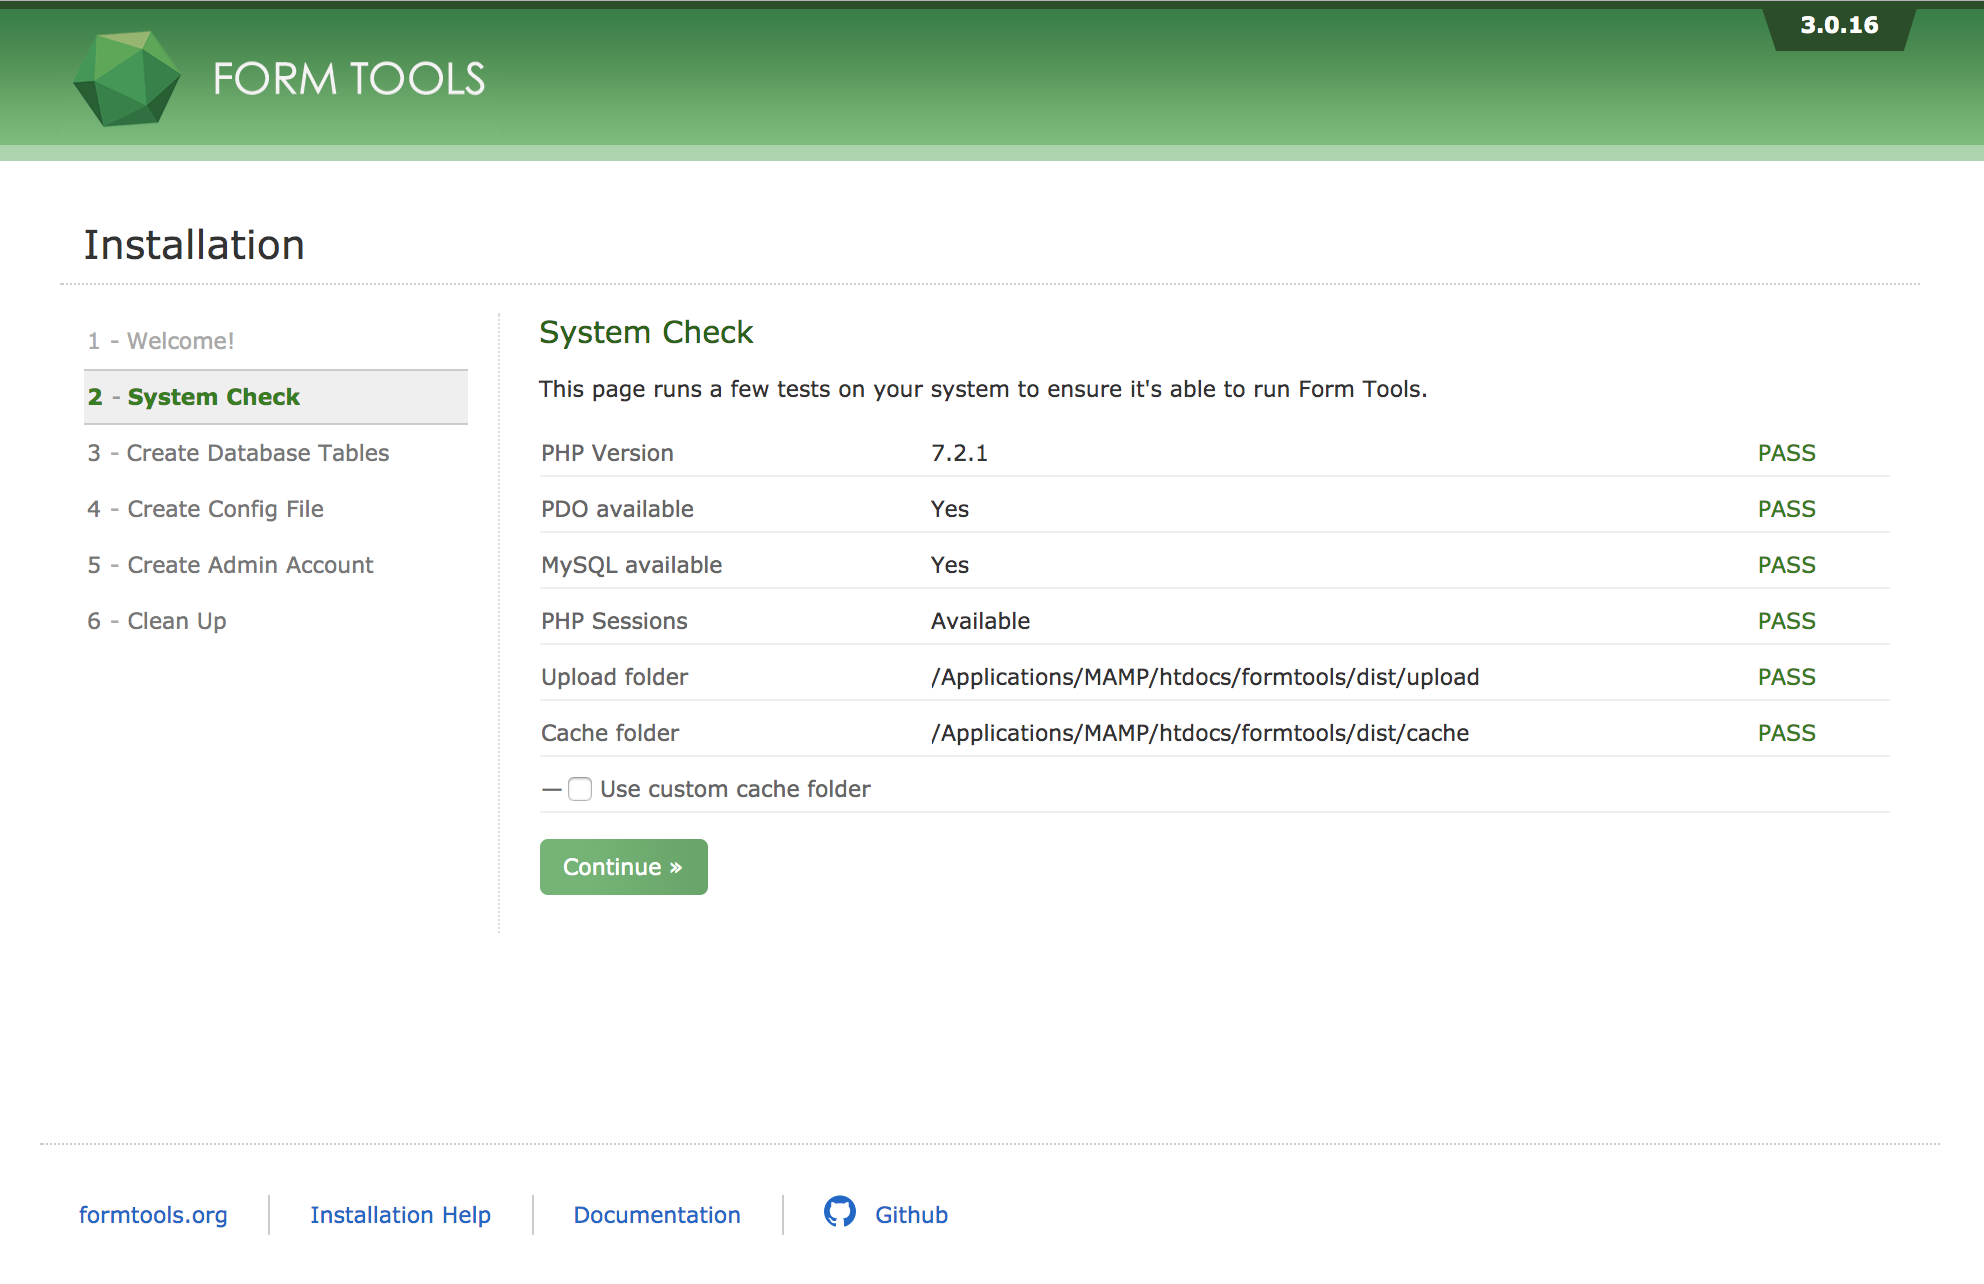 3.0.16
FORM TOOLS
Installation
1 - Welcome!
2 - System Check
3 - Create Database Tables
4 - Create Config File
5 - Create Admin Account
6 - Clean Up
System Check
This page runs a few tests on your system to ensure it's able to run Form Tools.
PHP Version 7.2.1 PASS
PDO available Yes PASS
MySQL available Yes PASS
PHP Sessions Available PASS
Upload folder /Applications/MAMP/htdocs/formtools/dist/upload PASS
Cache folder /Applications/MAMP/htdocs/formtools/dist/cache PASS
— Use custom cache folder
Continue »
formtools.org Installation Help Documentation Github